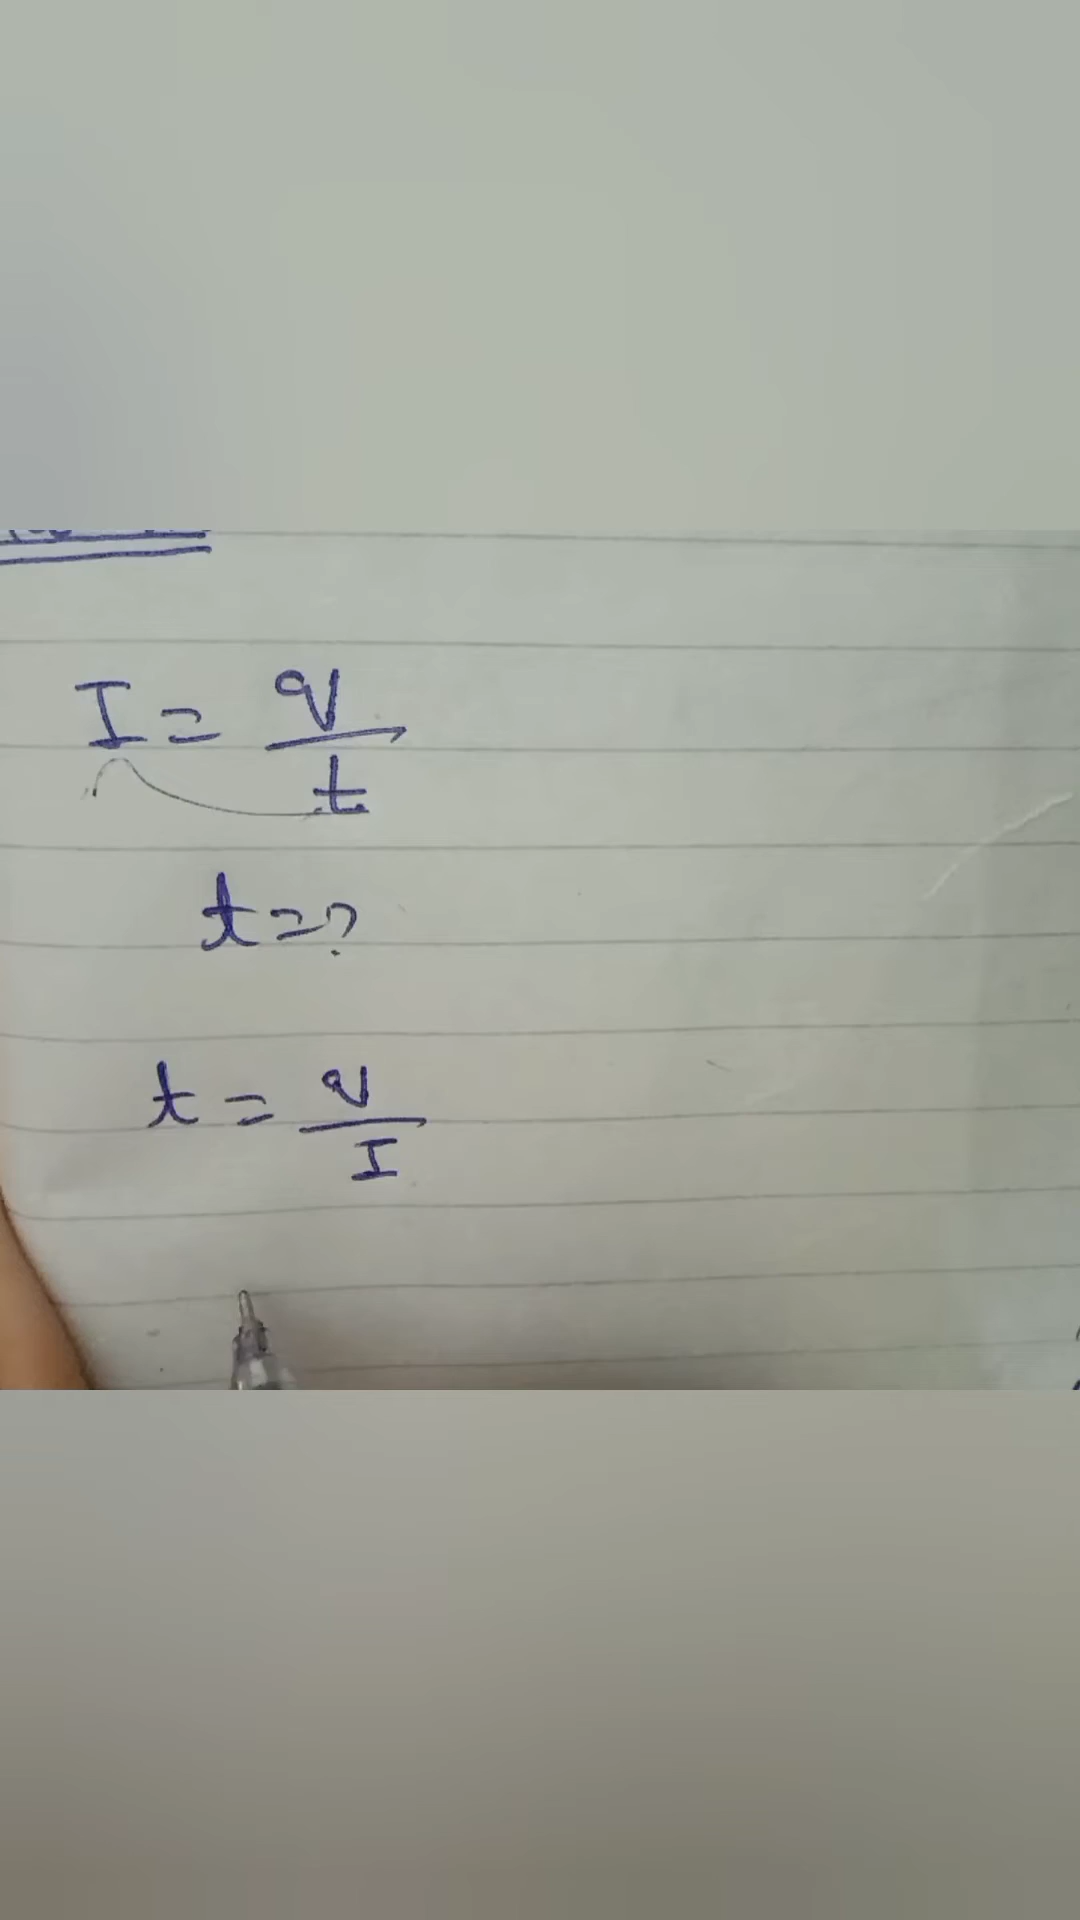 I = q/t
t = ?
t = q/I